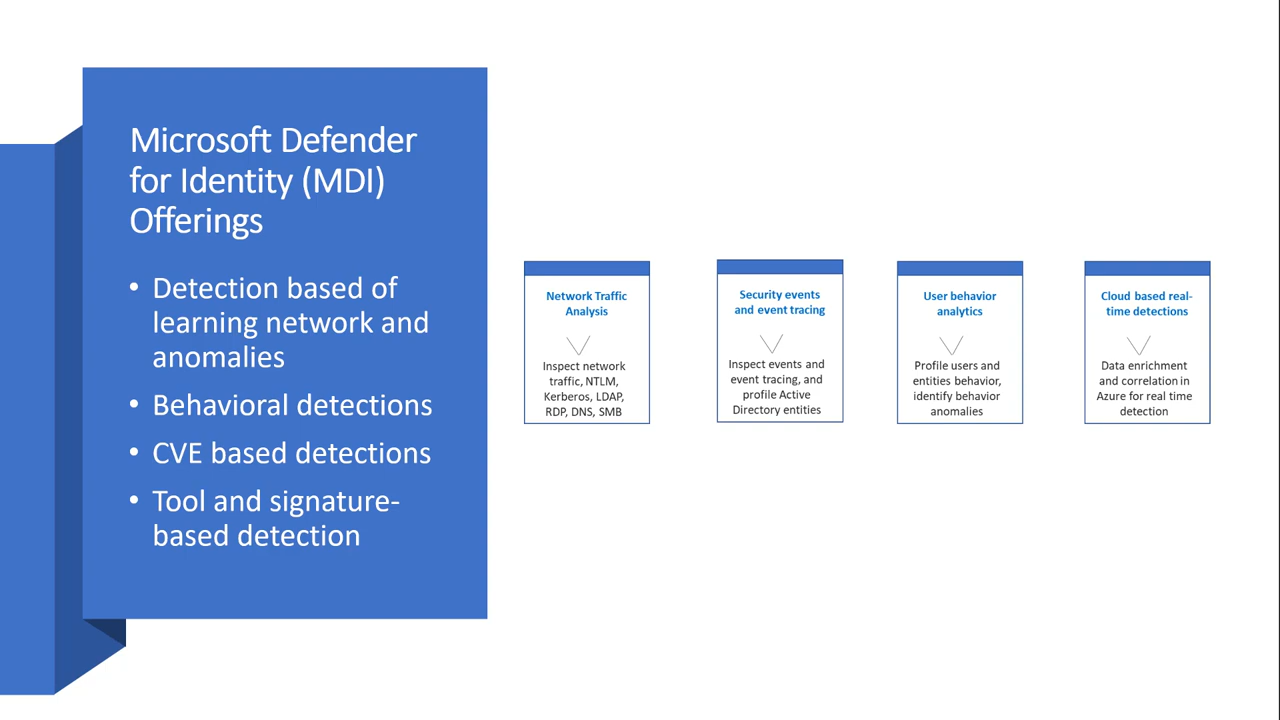 Microsoft Defender
for Identity (MDI)
Offerings
• Detection based of
learning network and
anomalies
• Behavioral detections
• CVE based detections
• Tool and signature-
based detection
Network Traffic
Analysis
Inspect network
traffic, NTLM,
Kerberos, LDAP,
RDP, DNS, SMB
Security events
and event tracing
Inspect events and
event tracing, and
profile Active
Directory entities
User behavior
analytics
Profile users and
entities behavior,
identify behavior
anomalies
Cloud based real-
time detections
Data enrichment
and correlation in
Azure for real time
detection